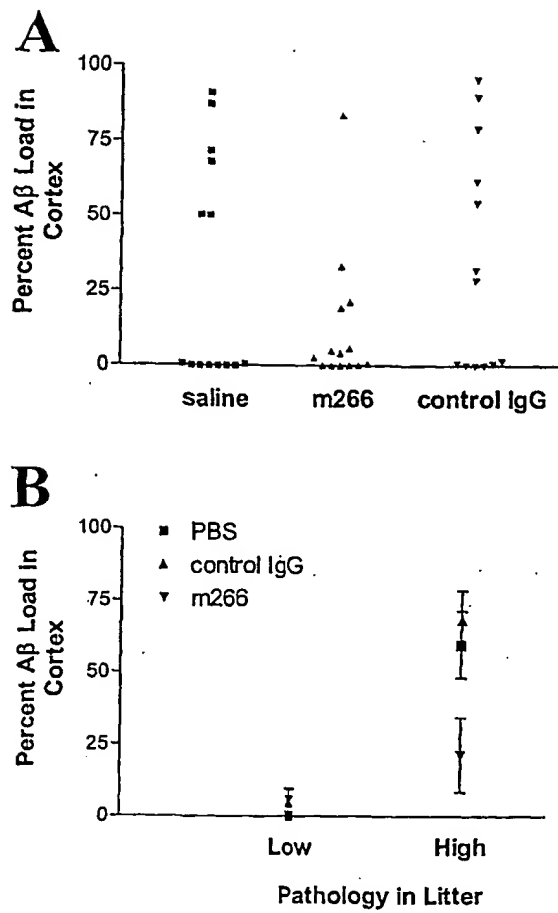 A
Percent Aβ Load in
Cortex
100
75
50
25
0
saline m266 control IgG
B
Percent Aβ Load in
Cortex
100
75
50
25
0
PBS
control IgG
m266
Low High
Pathology in Litter